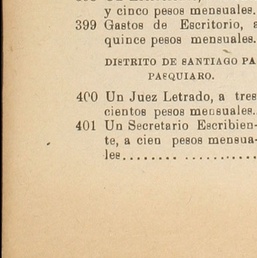 y cinco pesos mensuales.
399 Gastos de Escritorio, a
quince pesos mensuales.
DISTRITO DE SANTIAGO PA
PASQUIARO.
400 Un Juez Letrado, a tres
cientos pesos mensuales.
401 Un Secretario Escribien-
te, a cien pesos mensua-
les........ ............